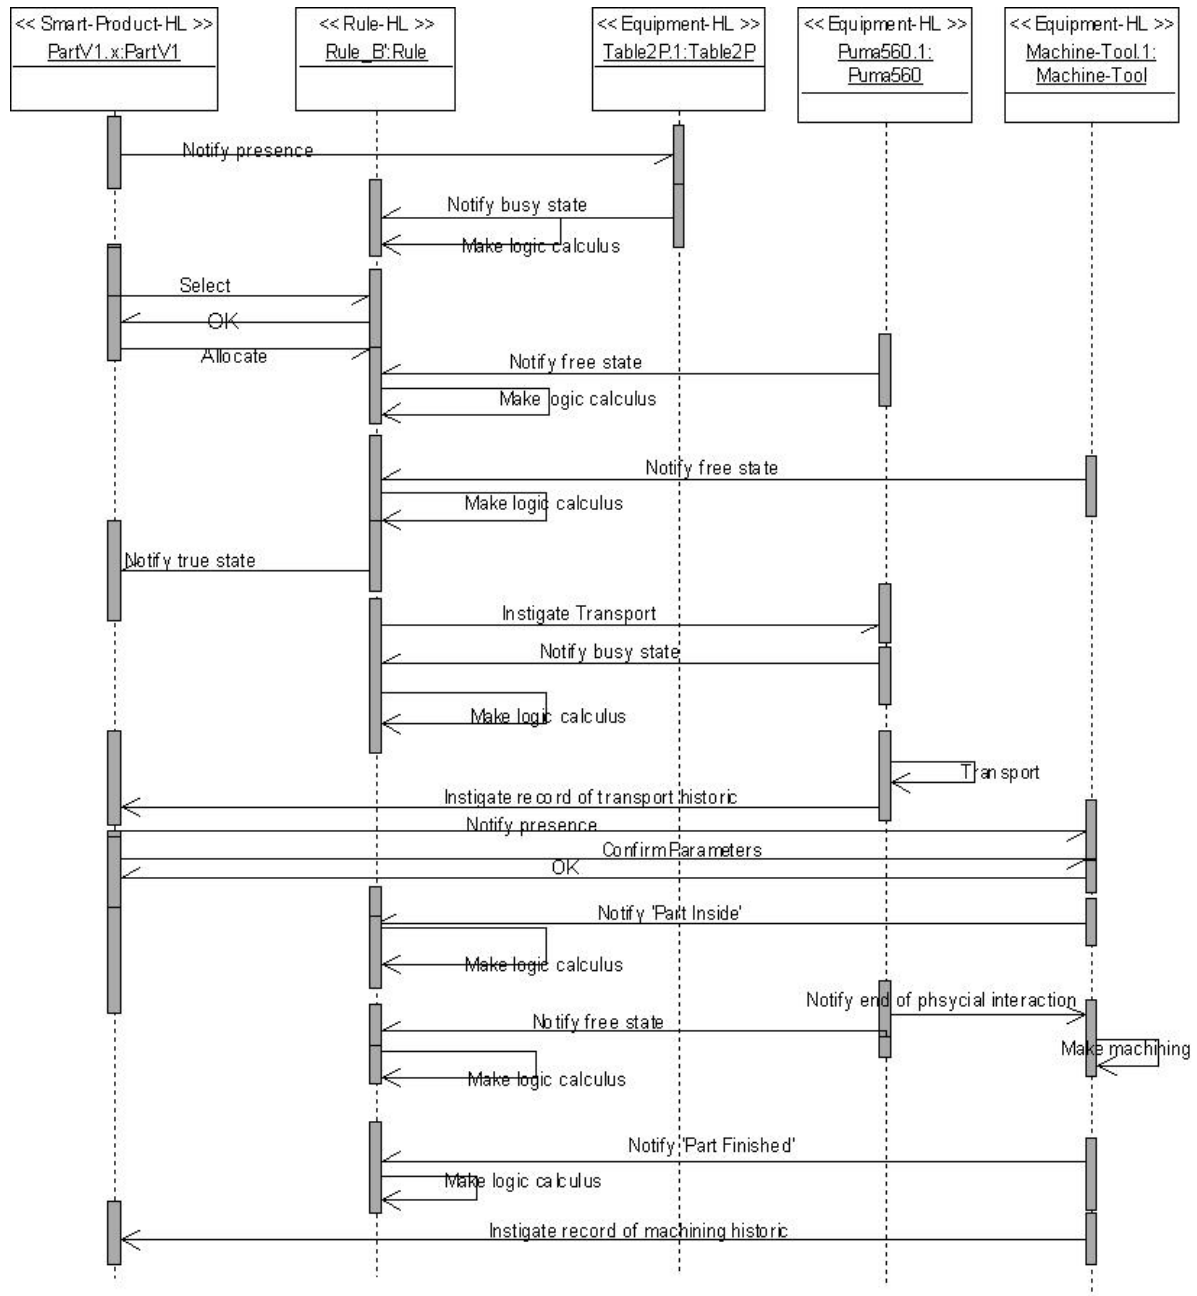 << Smart-Product-HL >>
PartV1.x:PartV1
<< Rule-HL >>
Rule_B':Rule
<< Equipment-HL >>
Table2P.1:Table2P
<< Equipment-HL >>
Puma560.1:
Puma560
<< Equipment-HL >>
Machine-Tool.1:
Machine-Tool
Notify presence
Notify busy state
Make logic calculus
Select
OK
Allocate
Notify free state
Make logic calculus
Notify free state
Make logic calculus
Notify true state
Instigate Transport
Notify busy state
Make logic calculus
Transport
Instigate record of transport historic
Notify presence
ConfirmParameters
OK
Notify 'Part Inside'
Make logic calculus
Notify end of phsycial interaction
Notify free state
Make machining
Make logic calculus
Notify 'Part Finished'
Make logic calculus
Instigate record of machining historic